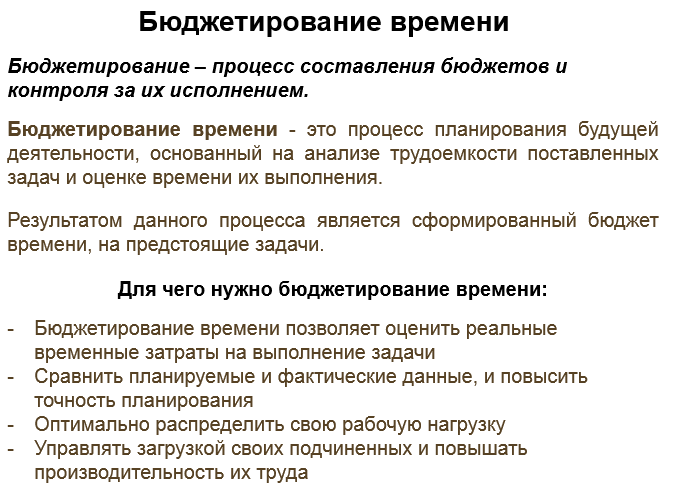 Бюджетирование времени
Бюджетирование – процесс составления бюджетов и
контроля за их исполнением.
Бюджетирование времени - это процесс планирования будущей
деятельности, основанный на анализе трудоемкости поставленных
задач и оценке времени их выполнения.
Результатом данного процесса является сформированный бюджет
времени, на предстоящие задачи.
Для чего нужно бюджетирование времени:
- Бюджетирование времени позволяет оценить реальные
временные затраты на выполнение задачи
- Сравнить планируемые и фактические данные, и повысить
точность планирования
- Оптимально распределить свою рабочую нагрузку
- Управлять загрузкой своих подчиненных и повышать
производительность их труда